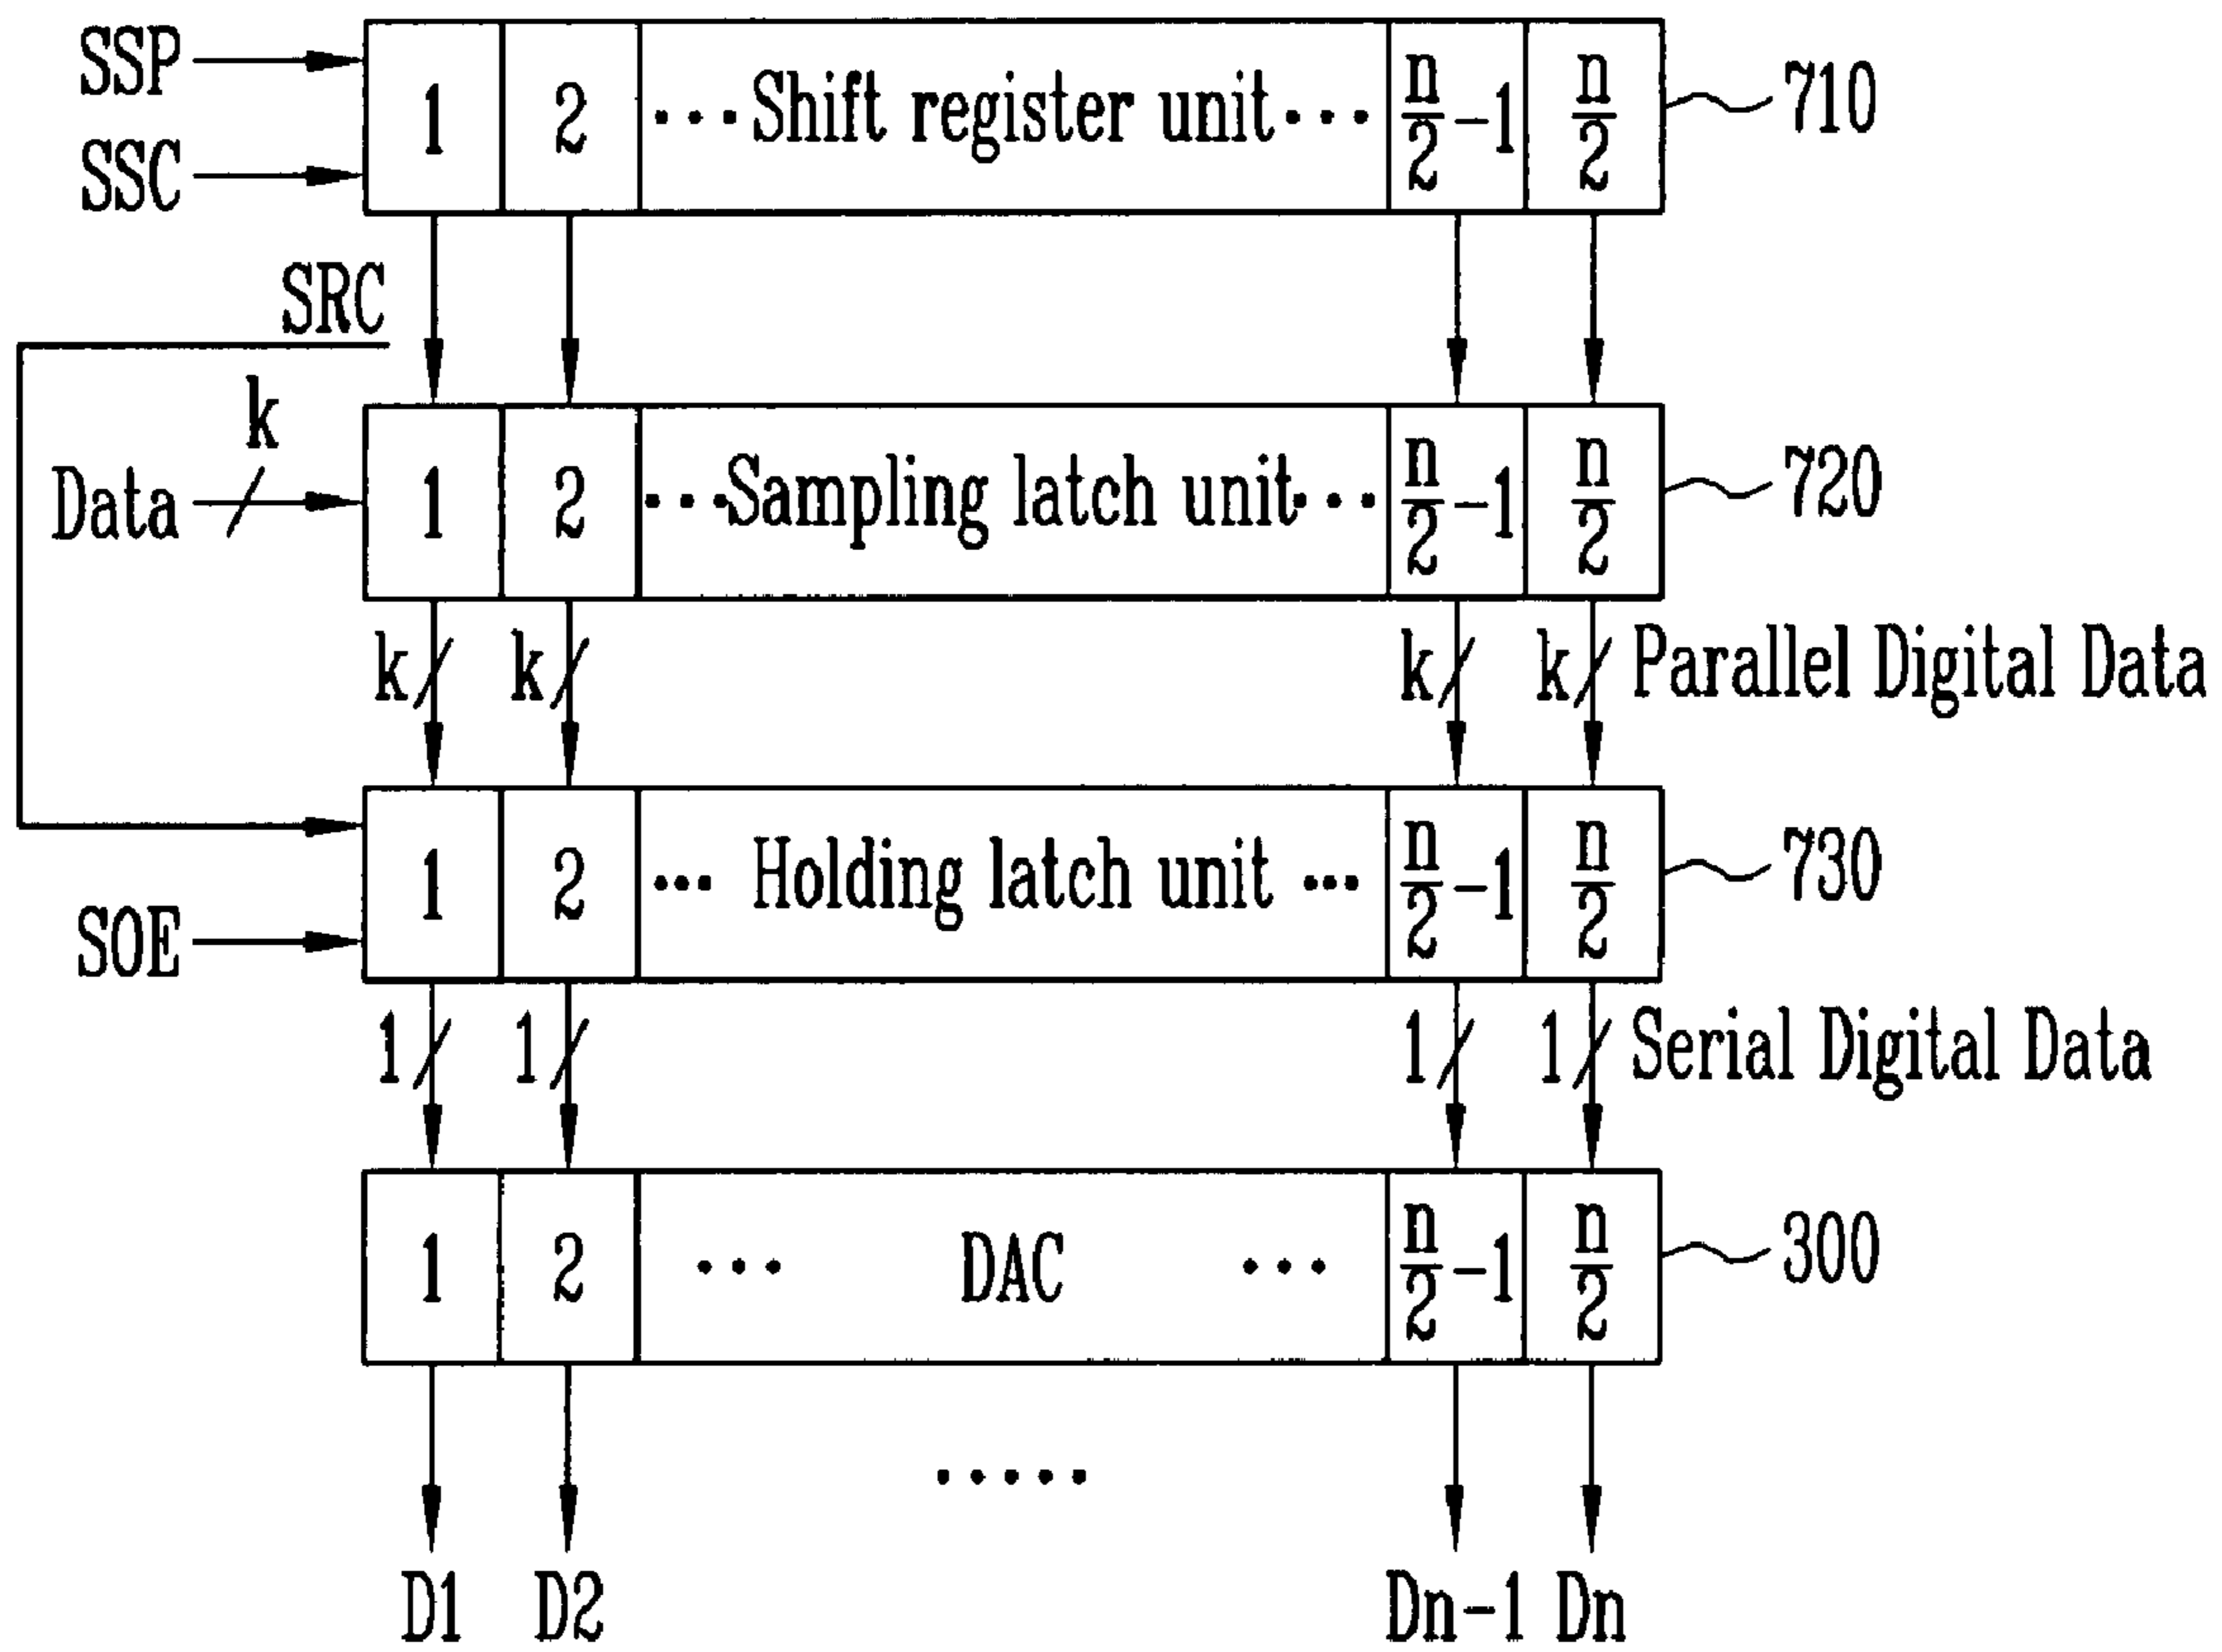 SSP
SSC
1 2 ··· Shift register unit ··· n/2 -1 n/2
710
SRC
k
Data
1 2 ··· Sampling latch unit ··· n/2 -1 n/2
720
k k k k Parallel Digital Data
1 2 ··· Holding latch unit ··· n/2 -1 n/2
730
SOE
1 1 1 1 Serial Digital Data
1 2 ··· DAC ··· n/2 -1 n/2
300
·····
D1 D2 Dn-1 Dn